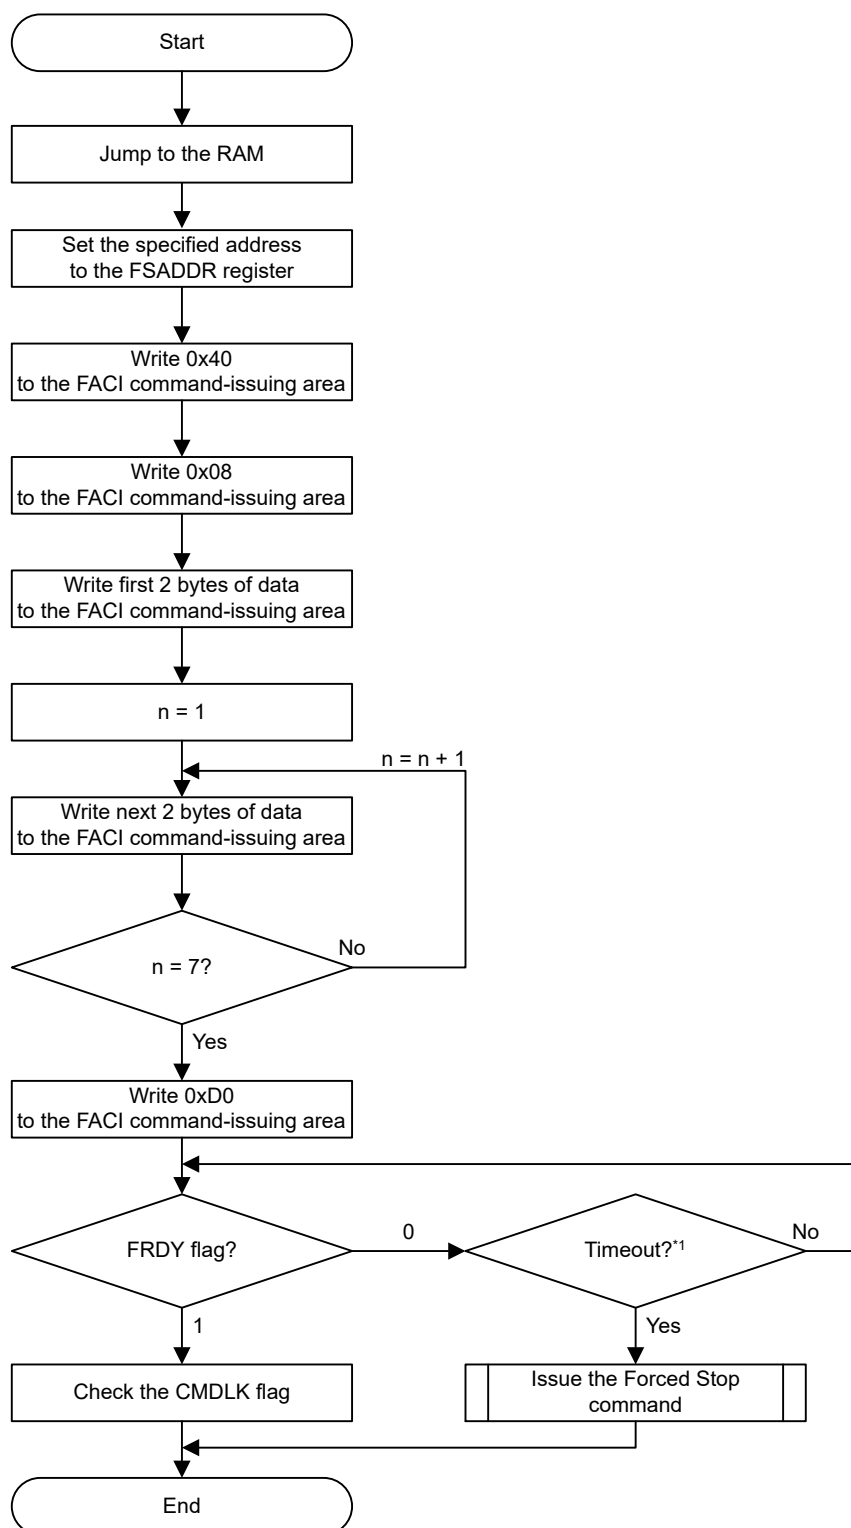 Start
Jump to the RAM
Set the specified address
to the FSADDR register
Write 0x40
to the FACI command-issuing area
Write 0x08
to the FACI command-issuing area
Write first 2 bytes of data
to the FACI command-issuing area
n = 1
n = n + 1
Write next 2 bytes of data
to the FACI command-issuing area
n = 7?
No
Yes
Write 0xD0
to the FACI command-issuing area
FRDY flag?
0
Timeout?*1
No
1
Yes
Check the CMDLK flag
Issue the Forced Stop
command
End